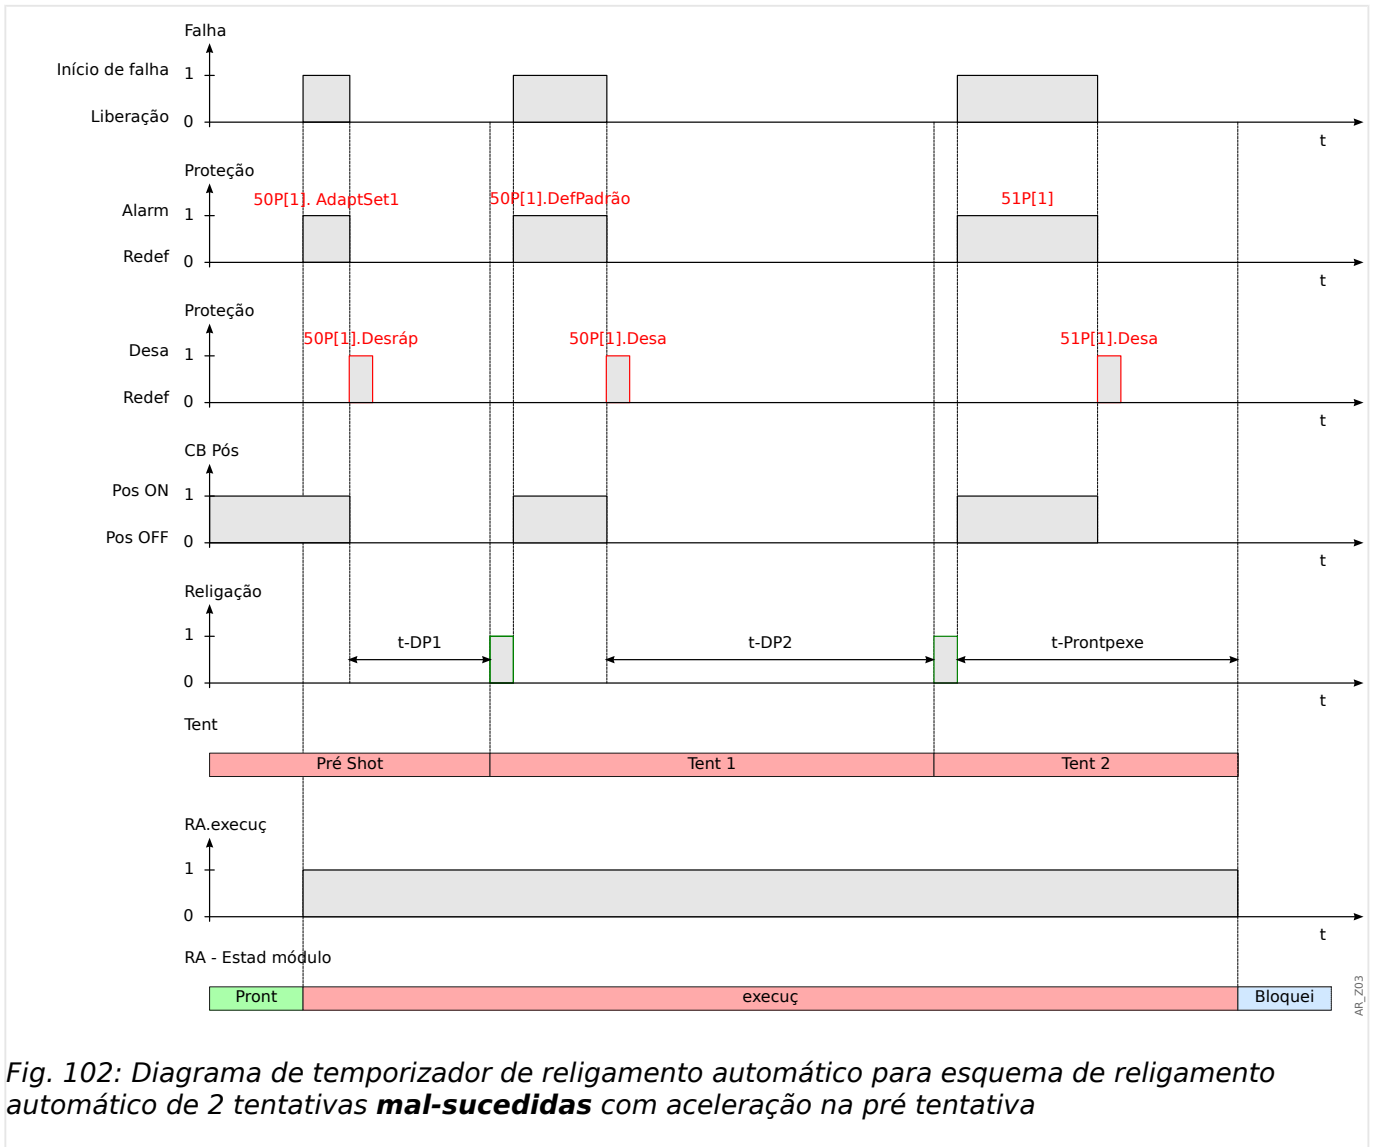 Falha
Início de falha 1
Liberação 0
t
Proteção
50P[1]. AdaptSet1 50P[1].DefPadrão 51P[1]
Alarm 1
Redef 0
t
Proteção
50P[1].Desráp 50P[1].Desa 51P[1].Desa
Desa 1
Redef 0
t
CB Pós
Pos ON 1
Pos OFF 0
t
Religação
1
t-DP1 t-DP2 t-Prontpexe
0
t
Tent
Pré Shot Tent 1 Tent 2
RA.execuç
1
0
t
RA - Estad módulo
Pront execuç Bloquei
AR_Z03
Fig. 102: Diagrama de temporizador de religamento automático para esquema de religamento
automático de 2 tentativas mal-sucedidas com aceleração na pré tentativa